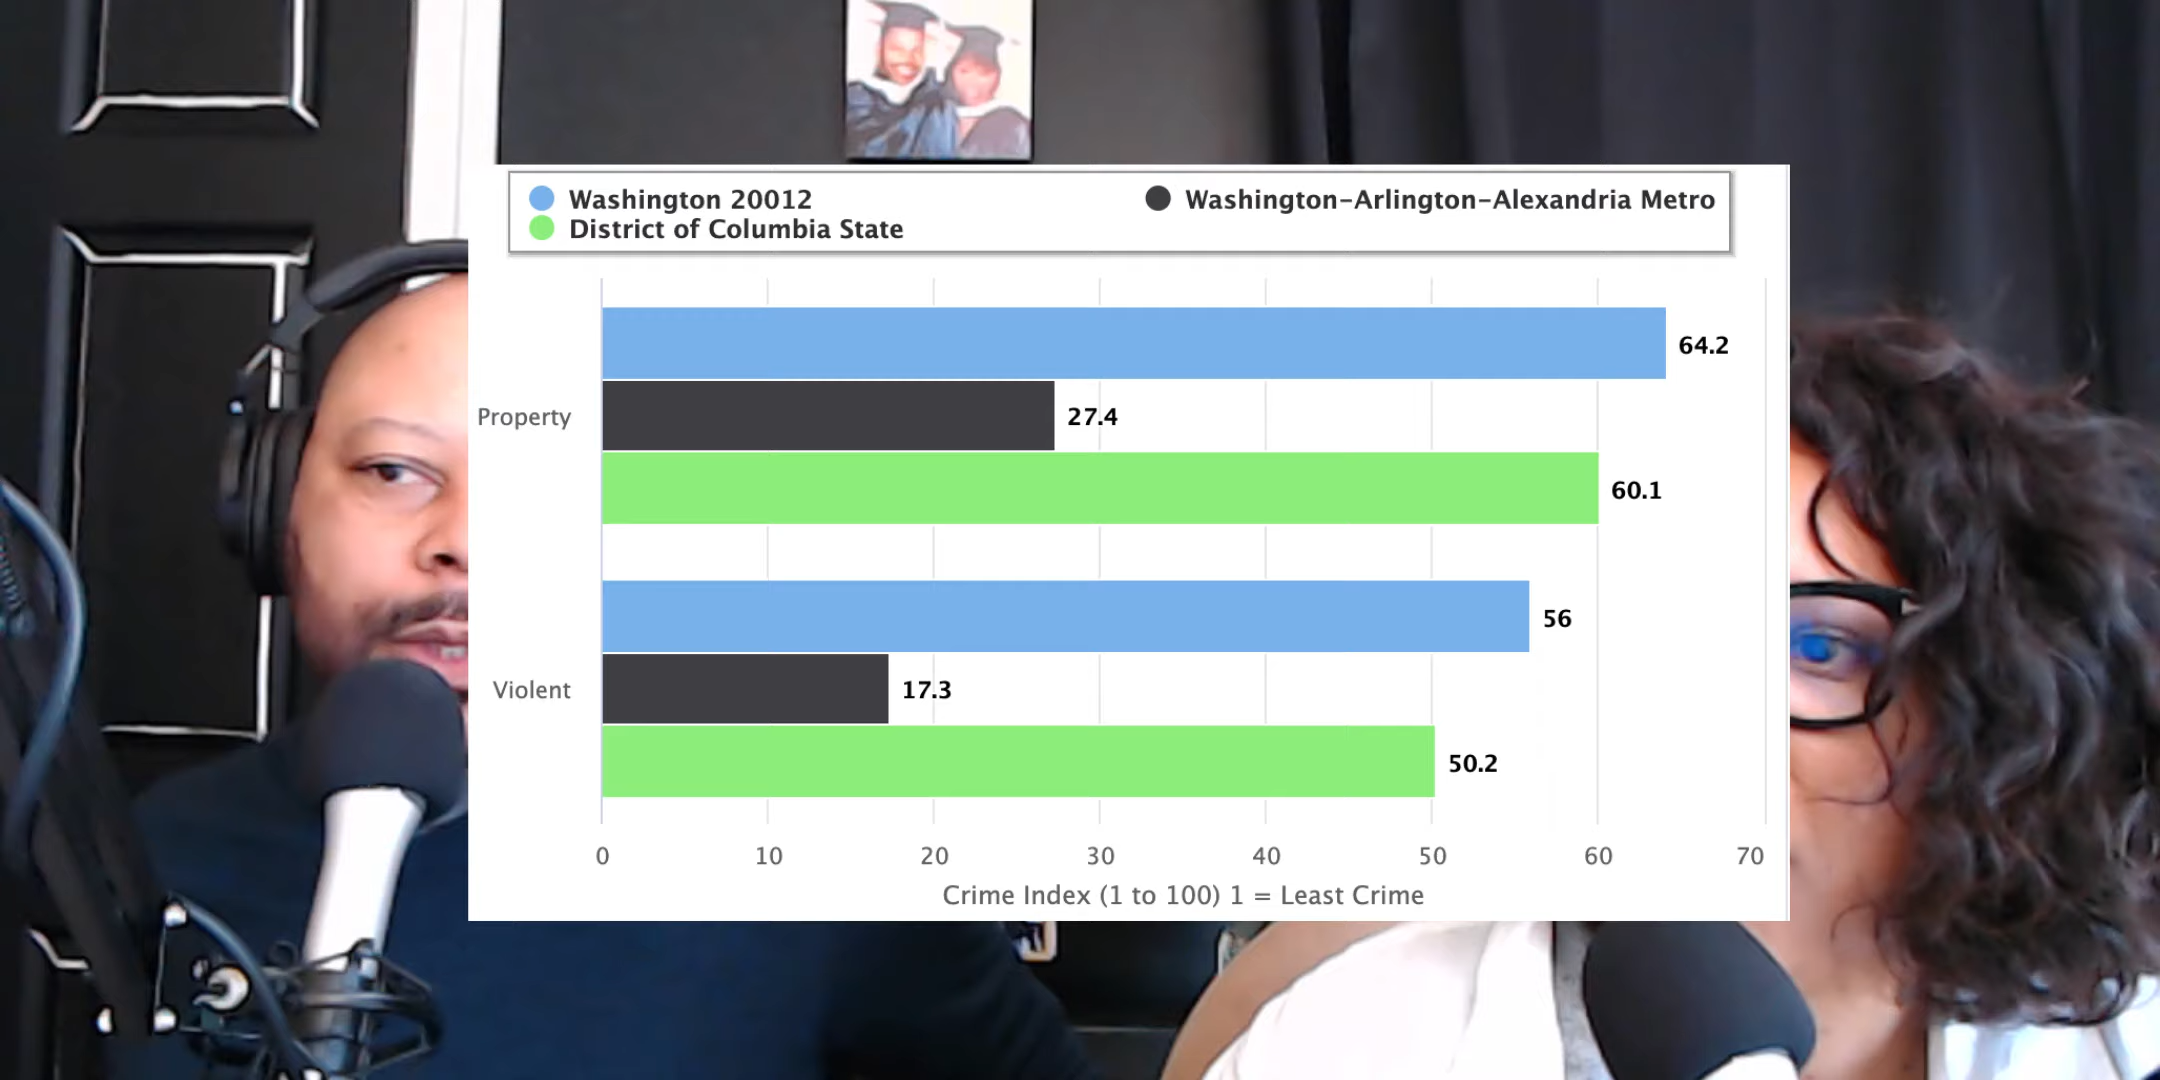 Washington 20012
Washington-Arlington-Alexandria Metro
District of Columbia State
64.2
Property
27.4
60.1
56
Violent
17.3
50.2
0 10 20 30 40 50 60 70
Crime Index (1 to 100) 1 = Least Crime